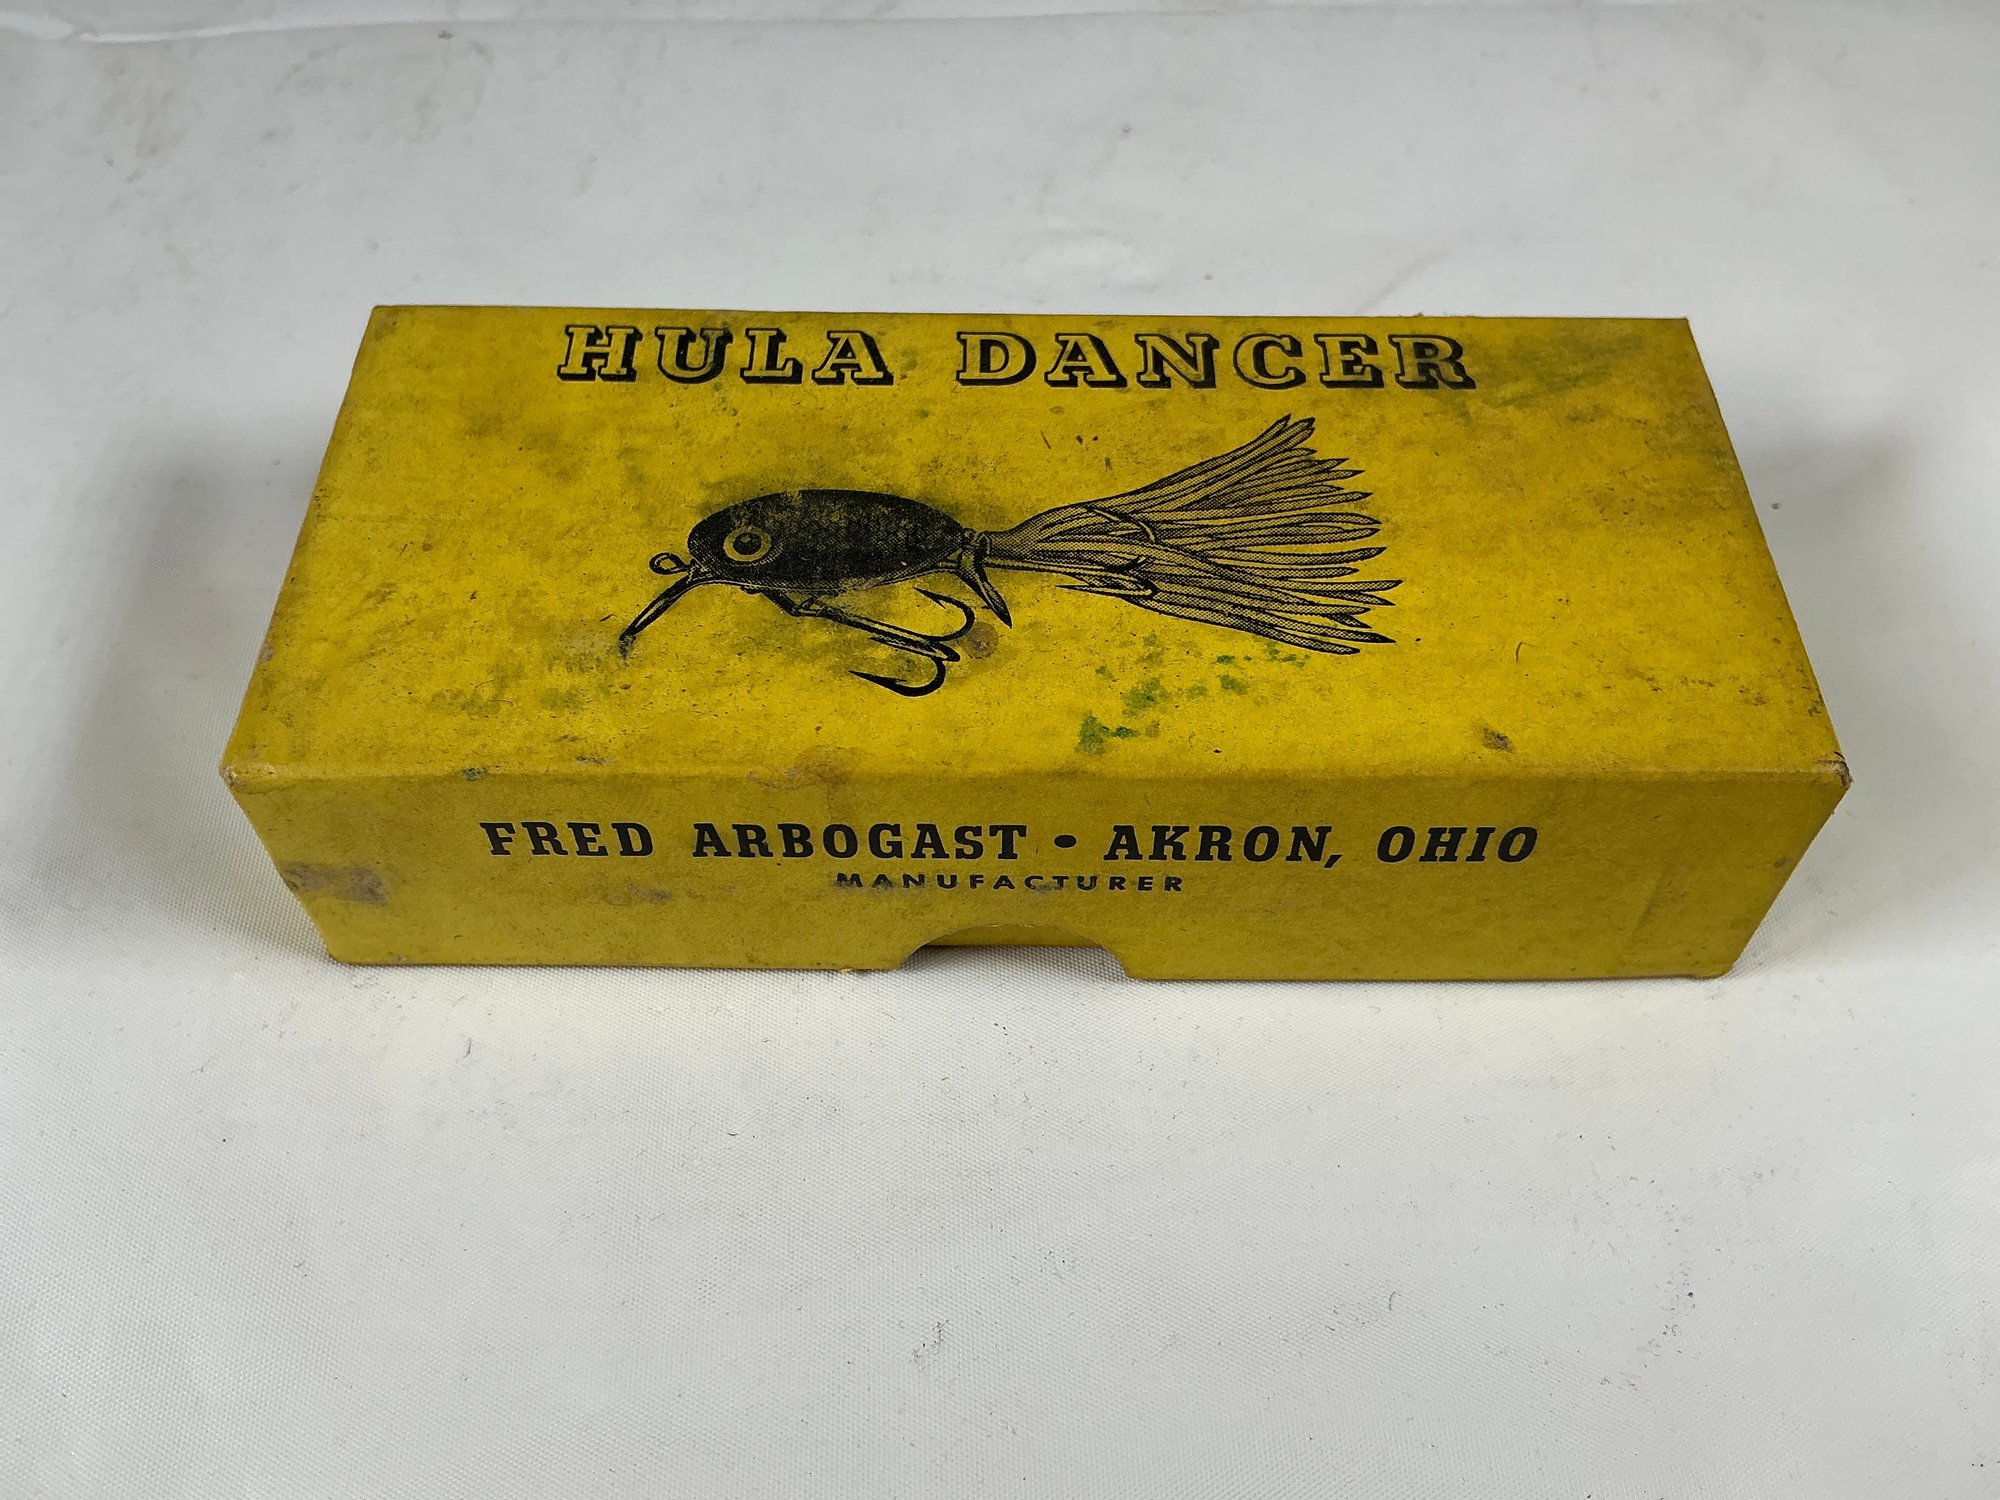 HULA DANCER
FRED ARBOGAST • AKRON, OHIO
MANUFACTURER